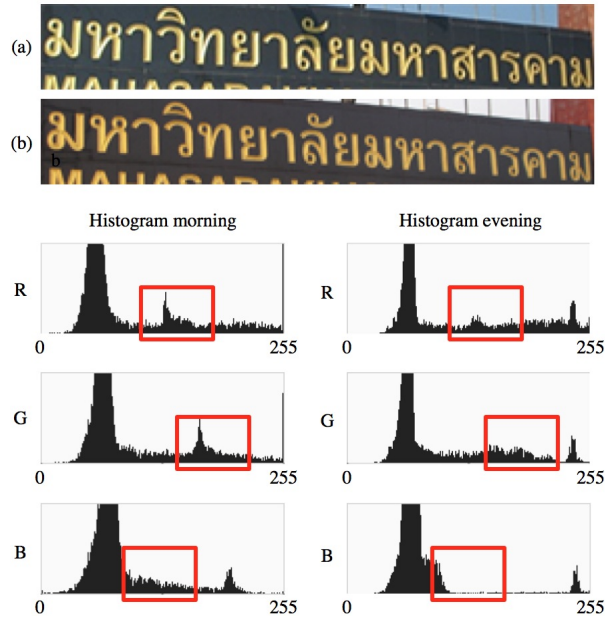 (a)
มหาวิทยาลัยมหาสารคาม
(b)
มหาวิทยาลัยมหาสารคาม
b
Histogram morning
Histogram evening
R
0 255
R
0 255
G
0 255
G
0 255
B
0 255
B
0 255